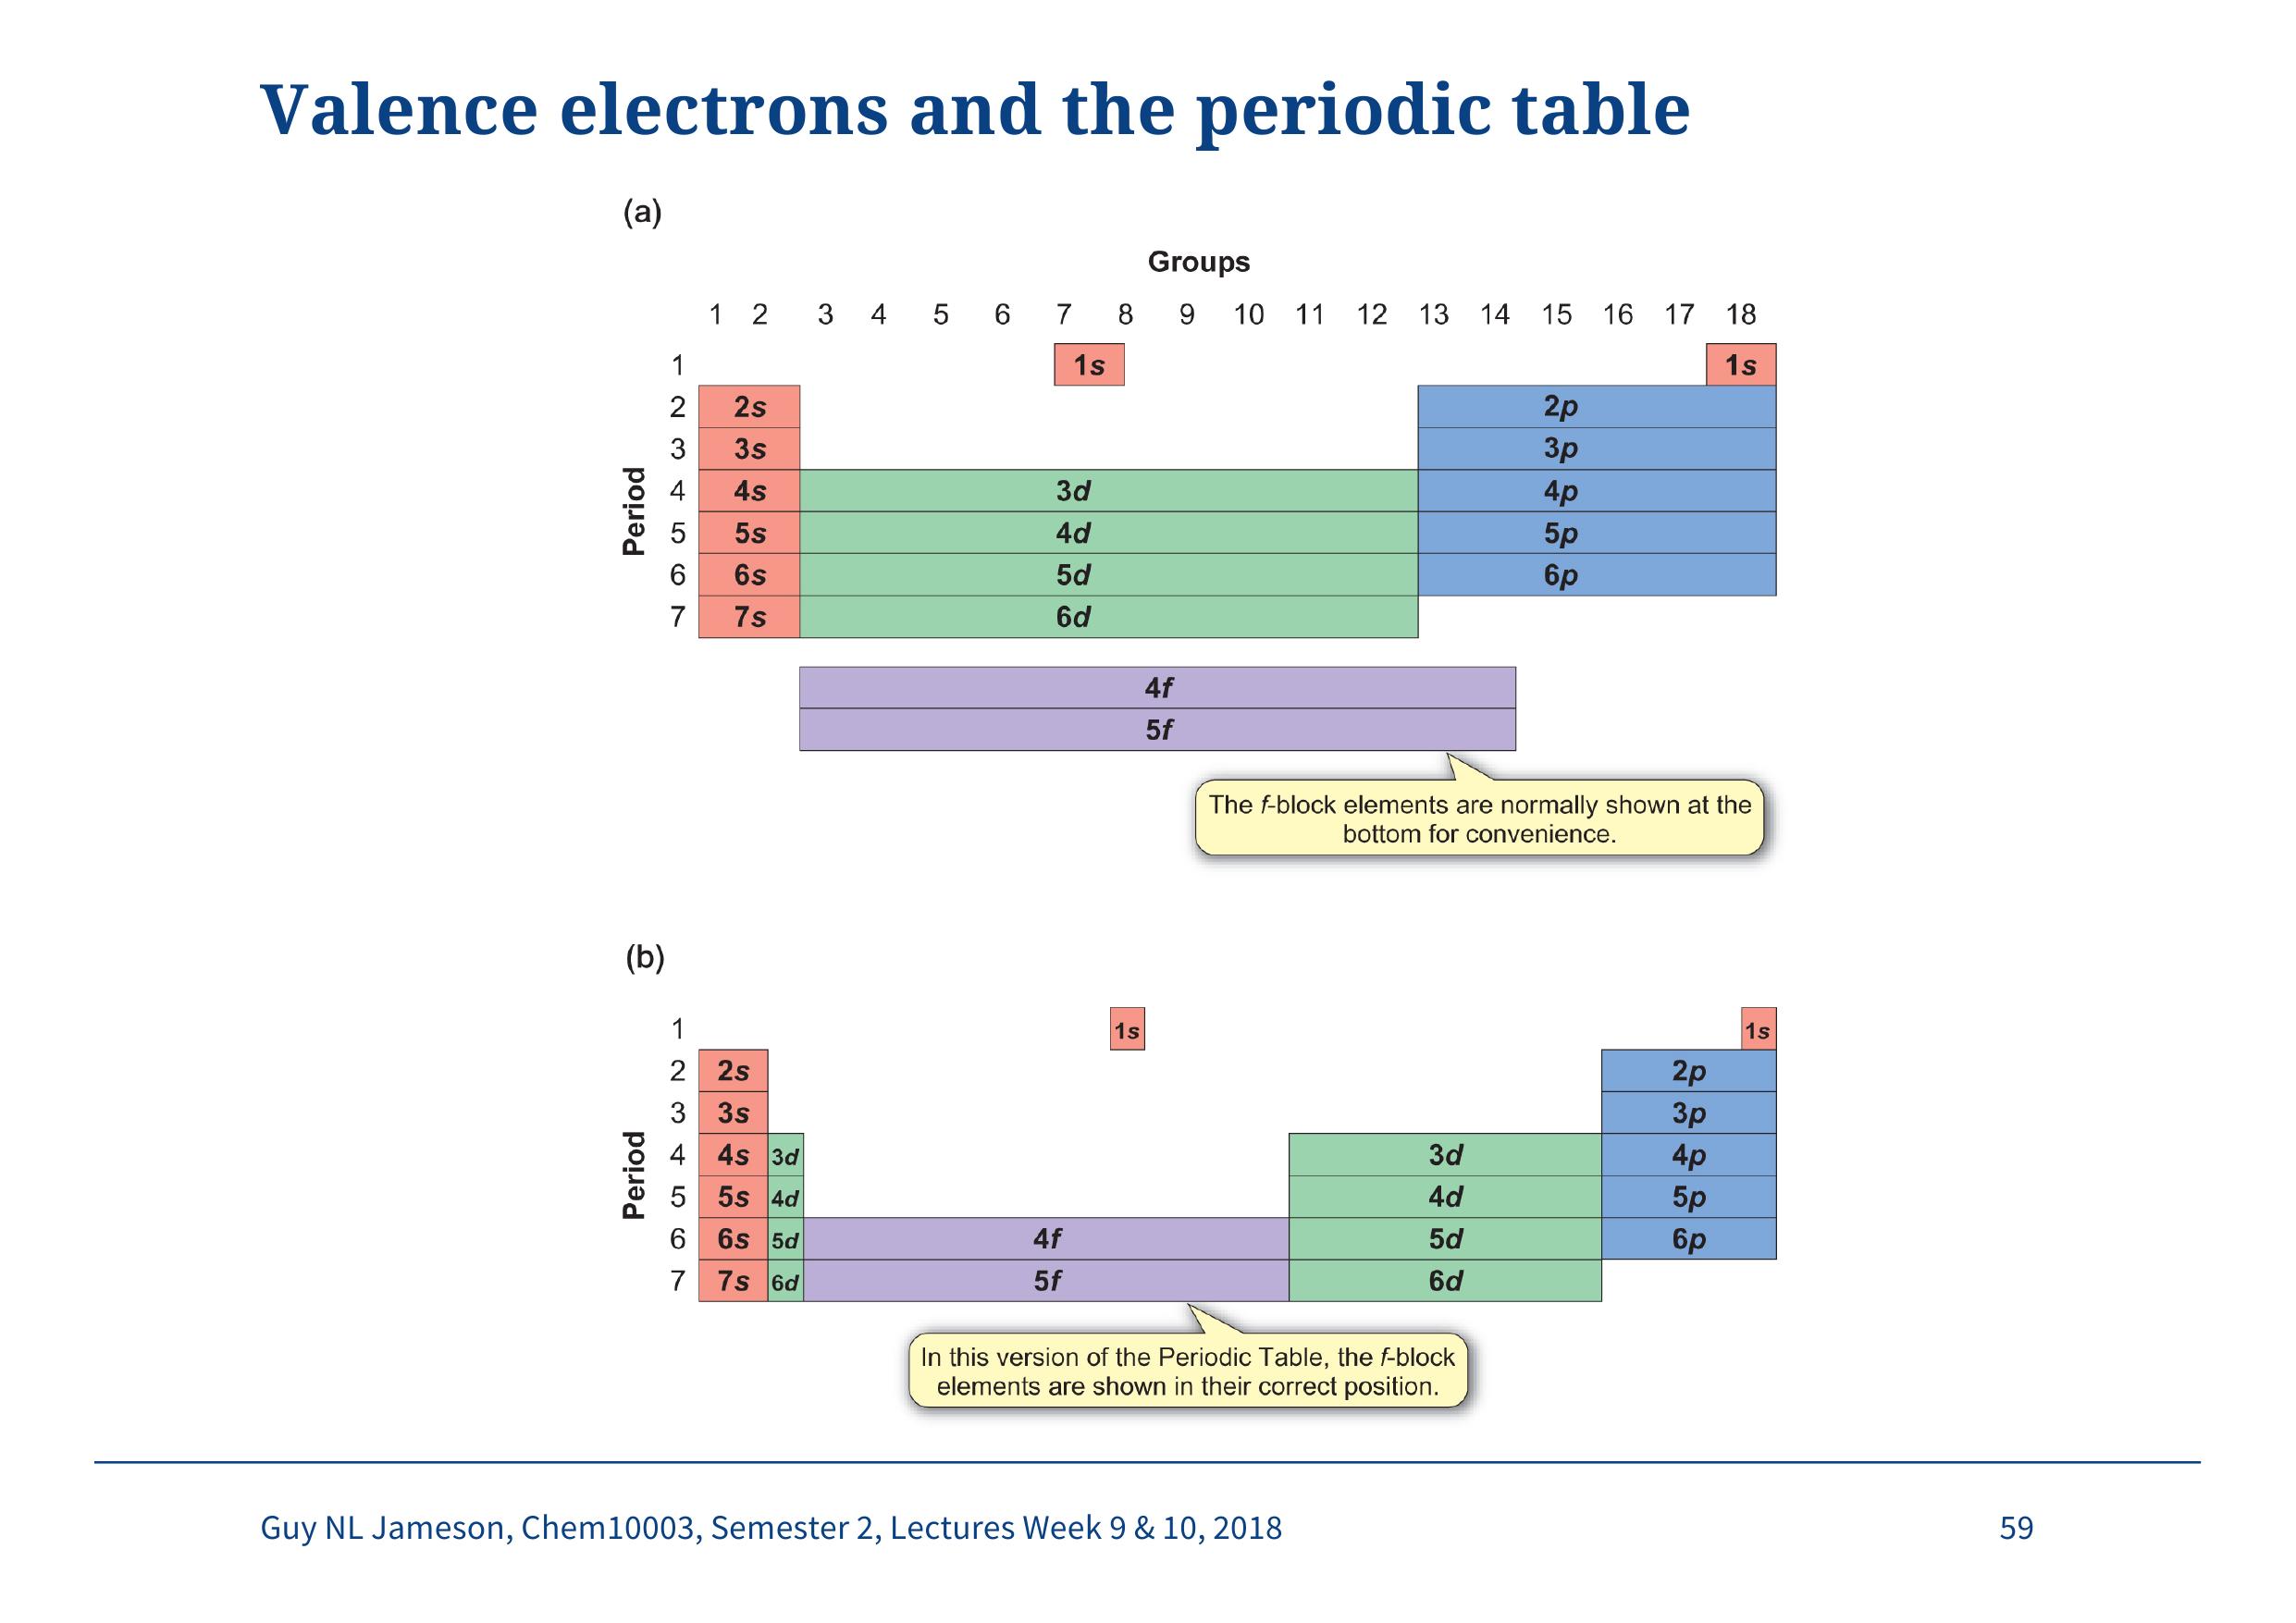 Valence electrons and the periodic table
(a)
Groups
1 2 3 4 5 6 7 8 9 10 11 12 13 14 15 16 17 18
1 1s 1s
2 2s 2p
3 3s 3p
Period
4 4s 3d 4p
5 5s 4d 5p
6 6s 5d 6p
7 7s 6d
4f
5f
The f-block elements are normally shown at the
bottom for convenience.
(b)
1 1s 1s
2 2s 2p
3 3s 3p
Period
4 4s 3d 3d 4p
5 5s 4d 4d 5p
6 6s 5d 4f 5d 6p
7 7s 6d 5f 6d
In this version of the Periodic Table, the f-block
elements are shown in their correct position.
Guy NL Jameson, Chem10003, Semester 2, Lectures Week 9 & 10, 2018 59